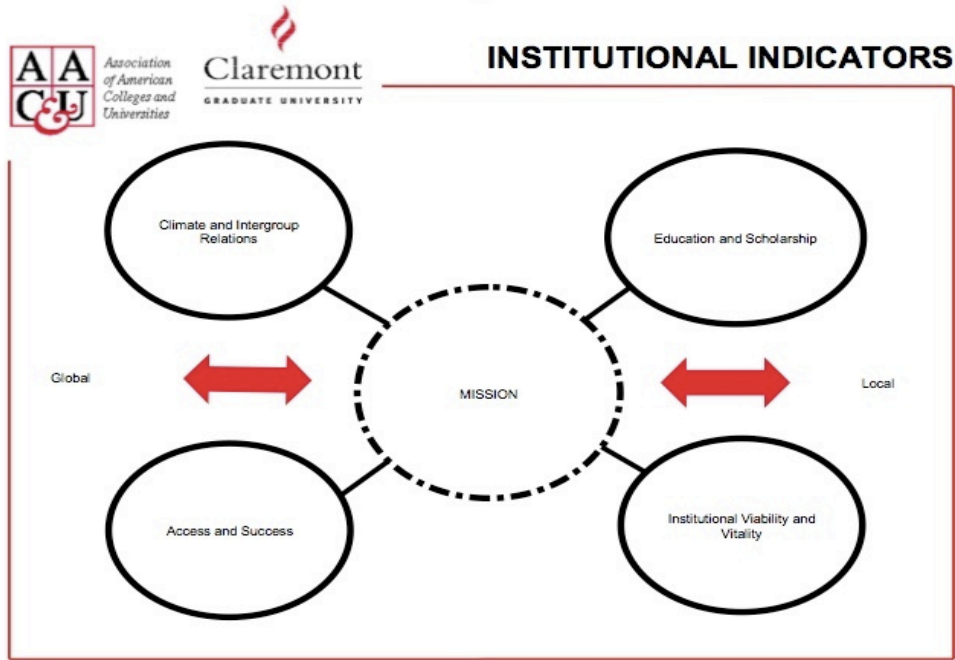 AAC&U
Association
of American
Colleges and
Universities
Claremont
GRADUATE UNIVERSITY
INSTITUTIONAL INDICATORS
Climate and Intergroup
Relations
Education and Scholarship
Global
MISSION
Local
Access and Success
Institutional Viability and
Vitality